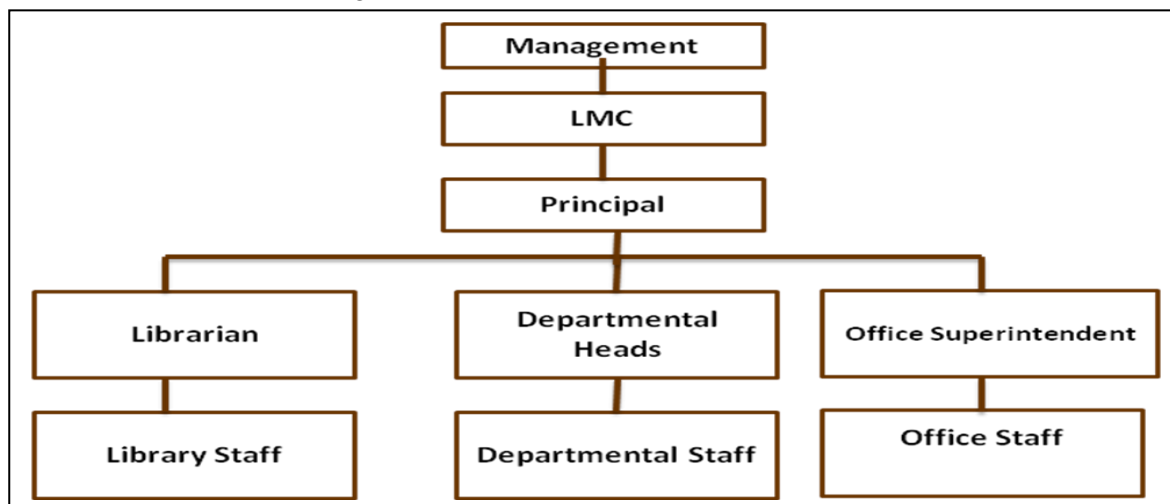 Management
LMC
Principal
Librarian
Departmental
Heads
Office Superintendent
Library Staff
Departmental Staff
Office Staff